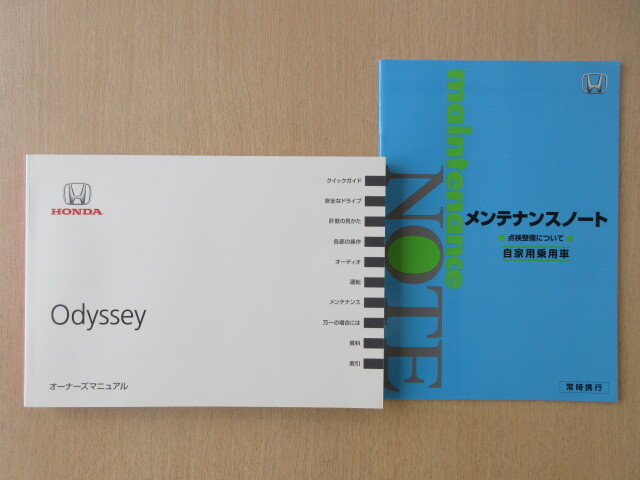 HONDA
Odyssey
オーナーズマニュアル
クイックガイド
安全なドライブ
計器の見かた
各部の操作
オーディオ
運転
メンテナンス
万一の場合には
資料
索引
maintenance
NOTE
メンテナンスノート
点検整備について
自家用乗用車
常時携行